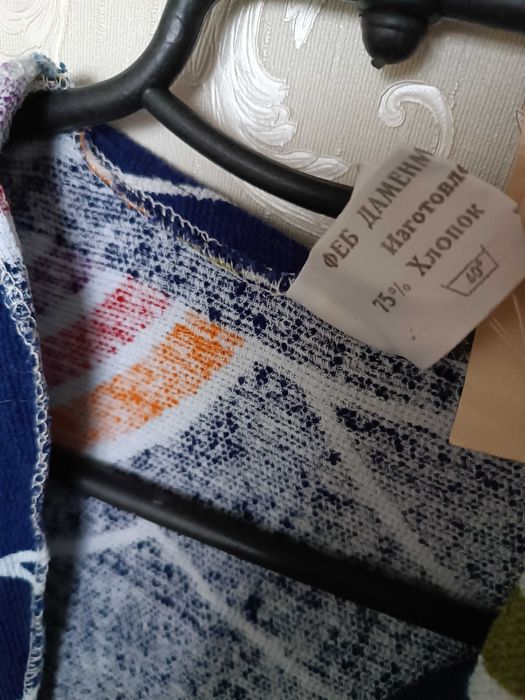 ФЕБ ДАМЕНМ
Изготовле
75% Хлопок
40°